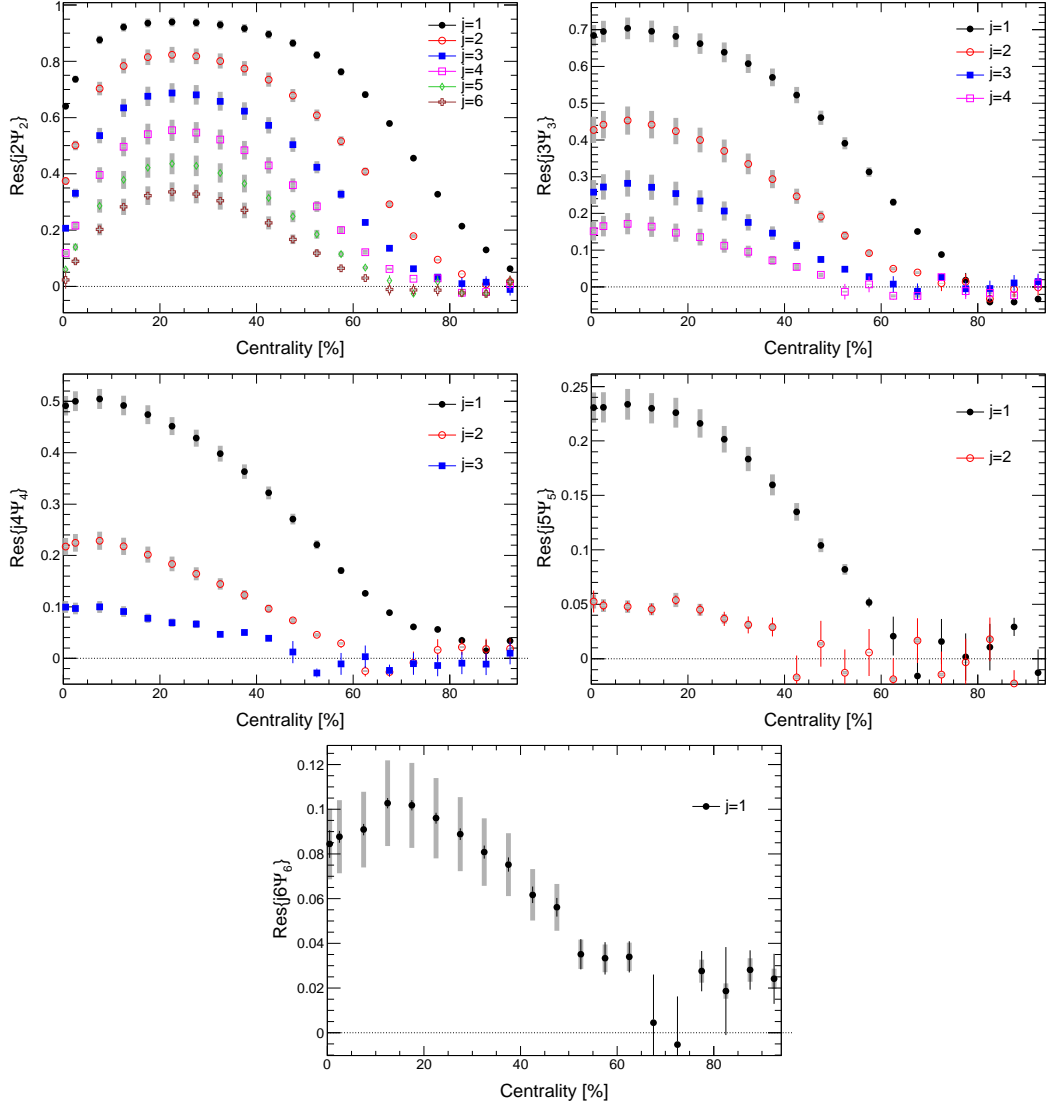 Res{j2Ψ₂}
1
0.8
0.6
0.4
0.2
0
j=1
j=2
j=3
j=4
j=5
j=6
0 20 40 60 80
Centrality [%]
Res{j3Ψ₃}
0.7
0.6
0.5
0.4
0.3
0.2
0.1
0
j=1
j=2
j=3
j=4
0 20 40 60 80
Centrality [%]
Res{j4Ψ₄}
0.5
0.4
0.3
0.2
0.1
0
j=1
j=2
j=3
0 20 40 60 80
Centrality [%]
Res{j5Ψ₅}
0.25
0.2
0.15
0.1
0.05
0
j=1
j=2
0 20 40 60 80
Centrality [%]
Res{j6Ψ₆}
0.12
0.1
0.08
0.06
0.04
0.02
0
j=1
0 20 40 60 80
Centrality [%]